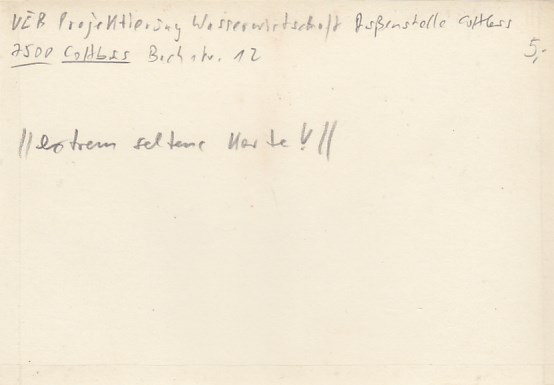 VEB Projektierung Wasserwirtschaft Außenstelle Cottbus
7500 Cottbus Bachstr. 12
5,-
//extrem seltene Karte!//